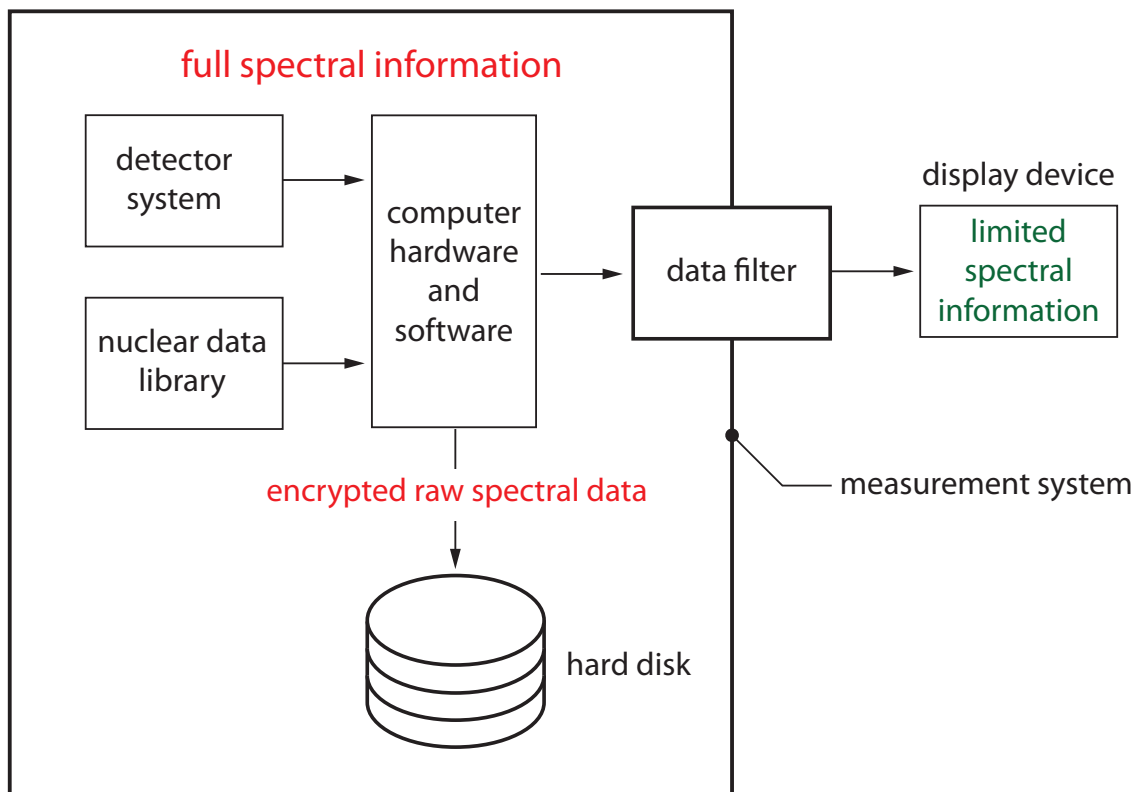 full spectral information
detector
system
computer
hardware
and
software
nuclear data
library
encrypted raw spectral data
hard disk
data filter
display device
limited
spectral
information
measurement system